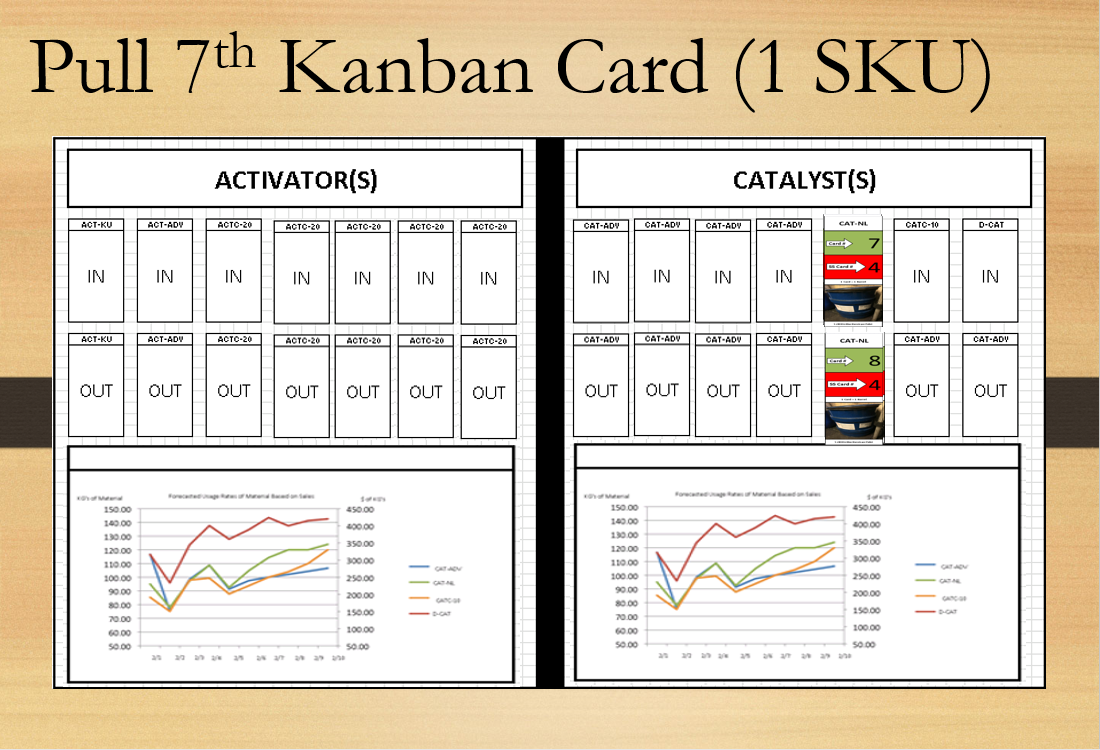 Pull 7th Kanban Card (1 SKU)
ACTIVATOR(S)
CATALYST(S)
ACT-KU ACT-ADV ACTC-20 ACTC-20 ACTC-20 ACTC-20 ACTC-20
IN IN IN IN IN IN IN
ACT-KU ACT-ADV ACTC-20 ACTC-20 ACTC-20 ACTC-20 ACTC-20
OUT OUT OUT OUT OUT OUT OUT
CAT-ADV CAT-ADV CAT-ADV CAT-ADV CAT-NL CATC-10 D-CAT
Card # 7
IN IN IN IN SS Card # 4 IN IN
CAT-ADV CAT-ADV CAT-ADV CAT-ADV CAT-NL CAT-ADV CAT-ADV
Card # 8
OUT OUT OUT OUT SS Card # 4 OUT OUT
KG's of Material Forecasted Usage Rates of Material Based on Sales $ of KG's
150.00 450.00
140.00 400.00
130.00 350.00
120.00 300.00
110.00 250.00
100.00 200.00
90.00 150.00
80.00 100.00
70.00 50.00
60.00
50.00
2/1 2/2 2/3 2/4 2/5 2/6 2/7 2/8 2/9 2/10
CAT-ADV
CAT-NL
CATC-10
D-CAT
KG's of Material Forecasted Usage Rates of Material Based on Sales $ of KG's
150.00 450.00
140.00 400.00
130.00 350.00
120.00 300.00
110.00 250.00
100.00 200.00
90.00 150.00
80.00 100.00
70.00 50.00
60.00
50.00
2/1 2/2 2/3 2/4 2/5 2/6 2/7 2/8 2/9 2/10
CAT-ADV
CAT-NL
CATC-10
D-CAT